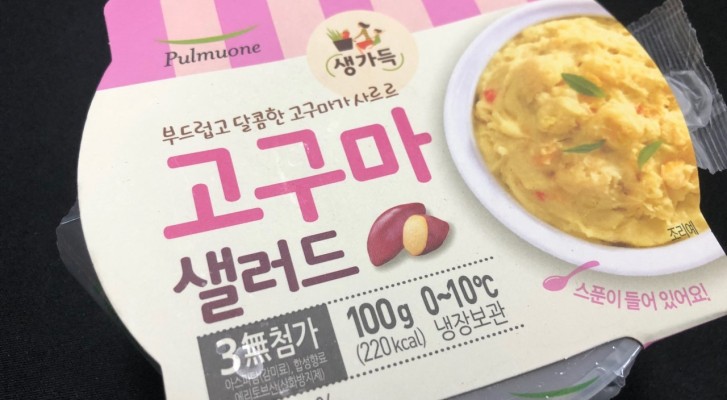 Pulmuone
생가득
부드럽고 달콤한 고구마가 사르르
고구마
샐러드
조리예
스푼이 들어 있어요!
3無첨가
아스파탐(감미료), 합성향료
에리토브산(산화방지제)
100g 0~10℃
(220kcal) 냉장보관